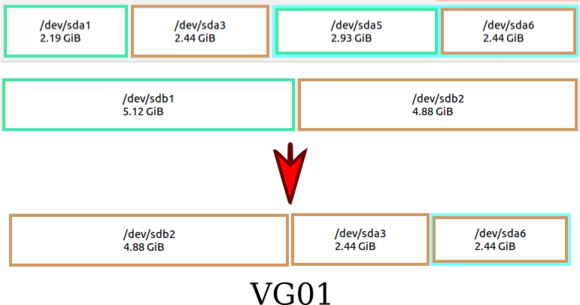 /dev/sda1
2.19 GiB
/dev/sda3
2.44 GiB
/dev/sda5
2.93 GiB
/dev/sda6
2.44 GiB
/dev/sdb1
5.12 GiB
/dev/sdb2
4.88 GiB
/dev/sdb2
4.88 GiB
/dev/sda3
2.44 GiB
/dev/sda6
2.44 GiB
VG01